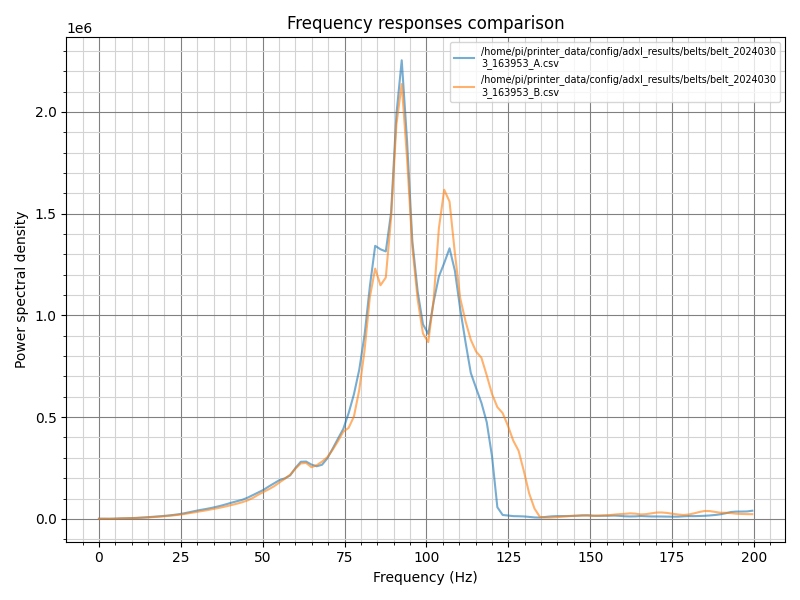 Frequency responses comparison
1e6
/home/pi/printer_data/config/adxl_results/belts/belt_2024030
3_163953_A.csv
/home/pi/printer_data/config/adxl_results/belts/belt_2024030
3_163953_B.csv
2.0
1.5
1.0
0.5
0.0
Power spectral density
0 25 50 75 100 125 150 175 200
Frequency (Hz)